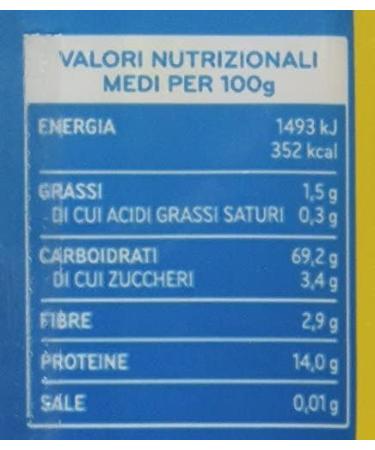 VALORI NUTRIZIONALI
MEDI PER 100g
ENERGIA 1493 kJ
352 kcal
GRASSI 1,5 g
DI CUI ACIDI GRASSI SATURI 0,3 g
CARBOIDRATI 69,2 g
DI CUI ZUCCHERI 3,4 g
FIBRE 2,9 g
PROTEINE 14,0 g
SALE 0,01 g